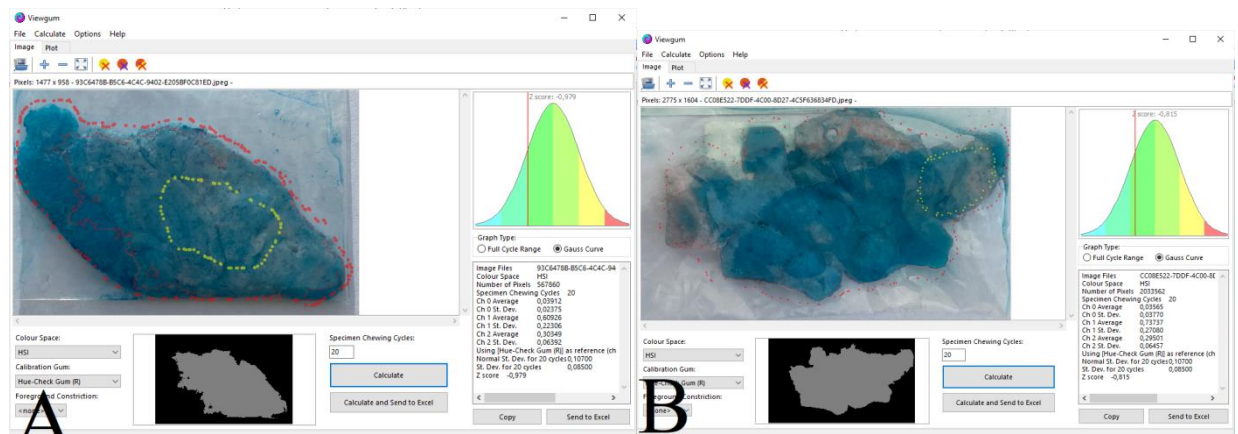 Viewgum
File Calculate Options Help
Image Plot
Pixels: 1477 x 958 - 93C6478B-B5C6-4C4C-9402-E205BF0C81ED.jpeg -
Z score: -0,979
Graph Type:
Full Cycle Range Gauss Curve
Image Files 93C6478B-B5C6-4C4C-94
Colour Space HSI
Number of Pixels 567860
Specimen Chewing Cycles 20
Ch 0 Average 0,03912
Ch 0 St. Dev. 0,02375
Ch 1 Average 0,60926
Ch 1 St. Dev. 0,22306
Ch 2 Average 0,30349
Ch 2 St. Dev. 0,06392
Using [Hue-Check Gum (R)] as reference (ch
Normal St. Dev. for 20 cycles 0,10700
St. Dev. for 20 cycles 0,08500
Z score -0,979
Colour Space:
HSI
Calibration Gum:
Hue-Check Gum (R)
Foreground Constriction:
<none>
Specimen Chewing Cycles:
20
Calculate
Calculate and Send to Excel
Copy Send to Excel
A
Viewgum
File Calculate Options Help
Image Plot
Pixels: 2775 x 1604 - CC08E522-7DDF-4C00-8D27-4C5F636834FD.jpeg -
Z score: -0,815
Graph Type:
Full Cycle Range Gauss Curve
Image Files CC08E522-7DDF-4C00-8D
Colour Space HSI
Number of Pixels 2033562
Specimen Chewing Cycles 20
Ch 0 Average 0,03565
Ch 0 St. Dev. 0,03770
Ch 1 Average 0,73737
Ch 1 St. Dev. 0,27080
Ch 2 Average 0,29501
Ch 2 St. Dev. 0,06457
Using [Hue-Check Gum (R)] as reference (ch
Normal St. Dev. for 20 cycles 0,10700
St. Dev. for 20 cycles 0,08500
Z score -0,815
Colour Space:
HSI
Calibration Gum:
Hue-Check Gum (R)
Foreground Constriction:
<none>
Specimen Chewing Cycles:
20
Calculate
Calculate and Send to Excel
Copy Send to Excel
B